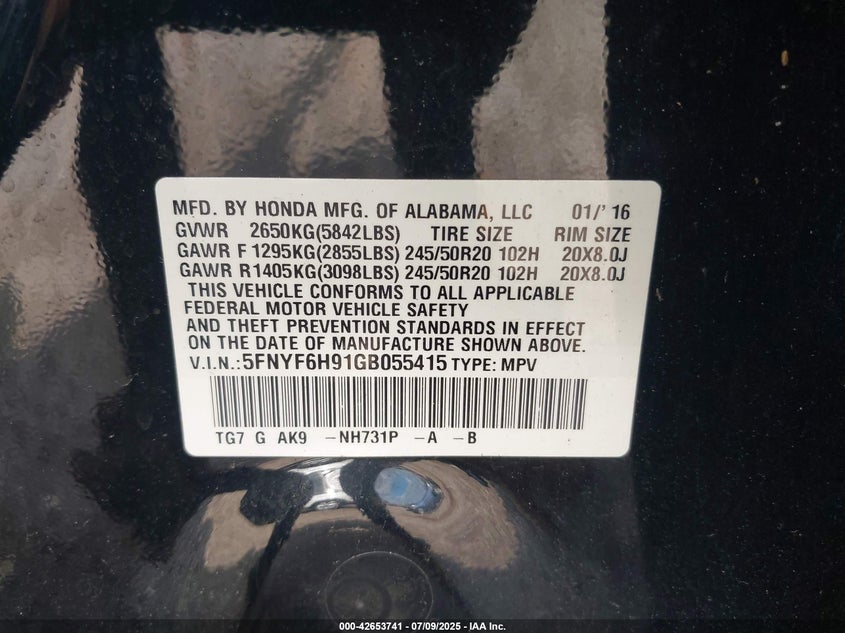 MFD. BY HONDA MFG. OF ALABAMA, LLC 01/' 16
GVWR 2650KG(5842LBS) TIRE SIZE RIM SIZE
GAWR F 1295KG(2855LBS) 245/50R20 102H 20X8.0J
GAWR R1405KG(3098LBS) 245/50R20 102H 20X8.0J
THIS VEHICLE CONFORMS TO ALL APPLICABLE
FEDERAL MOTOR VEHICLE SAFETY
AND THEFT PREVENTION STANDARDS IN EFFECT
ON THE DATE OF MANUFACTURE SHOWN ABOVE.
V.I.N.:5FNYF6H91GB055415 TYPE: MPV
TG7 G AK9 -NH731P -A -B
000-42653741 / 07/09/2025 - IAA Inc.